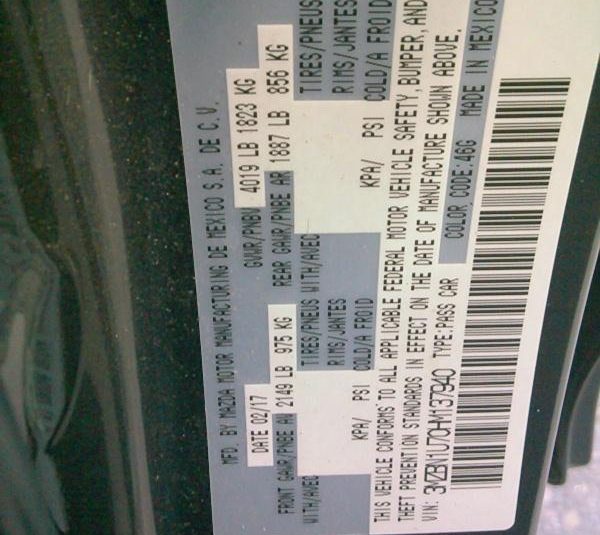 MFD. BY MAZDA MOTOR MANUFACTURING DE MEXICO S.A. DE C.V.
DATE 02/17 GVWR/PNBV 4019 LB 1823 KG
FRONT GAWR/PNBE AV 2149 LB 975 KG REAR GAWR/PNBE AR 1887 LB 856 KG
WITH/AVEC TIRES/PNEUS WITH/AVEC TIRES/PNEUS
RIMS/JANTES RIMS/JANTES
KPA/ PSI COLD/A FROID KPA/ PSI COLD/A FROID
THIS VEHICLE CONFORMS TO ALL APPLICABLE FEDERAL MOTOR VEHICLE SAFETY, BUMPER, AND
THEFT PREVENTION STANDARDS IN EFFECT ON THE DATE OF MANUFACTURE SHOWN ABOVE.
VIN: 3MZBN1U70HM137940 TYPE:PASS CAR COLOR CODE:46G MADE IN MEXICO